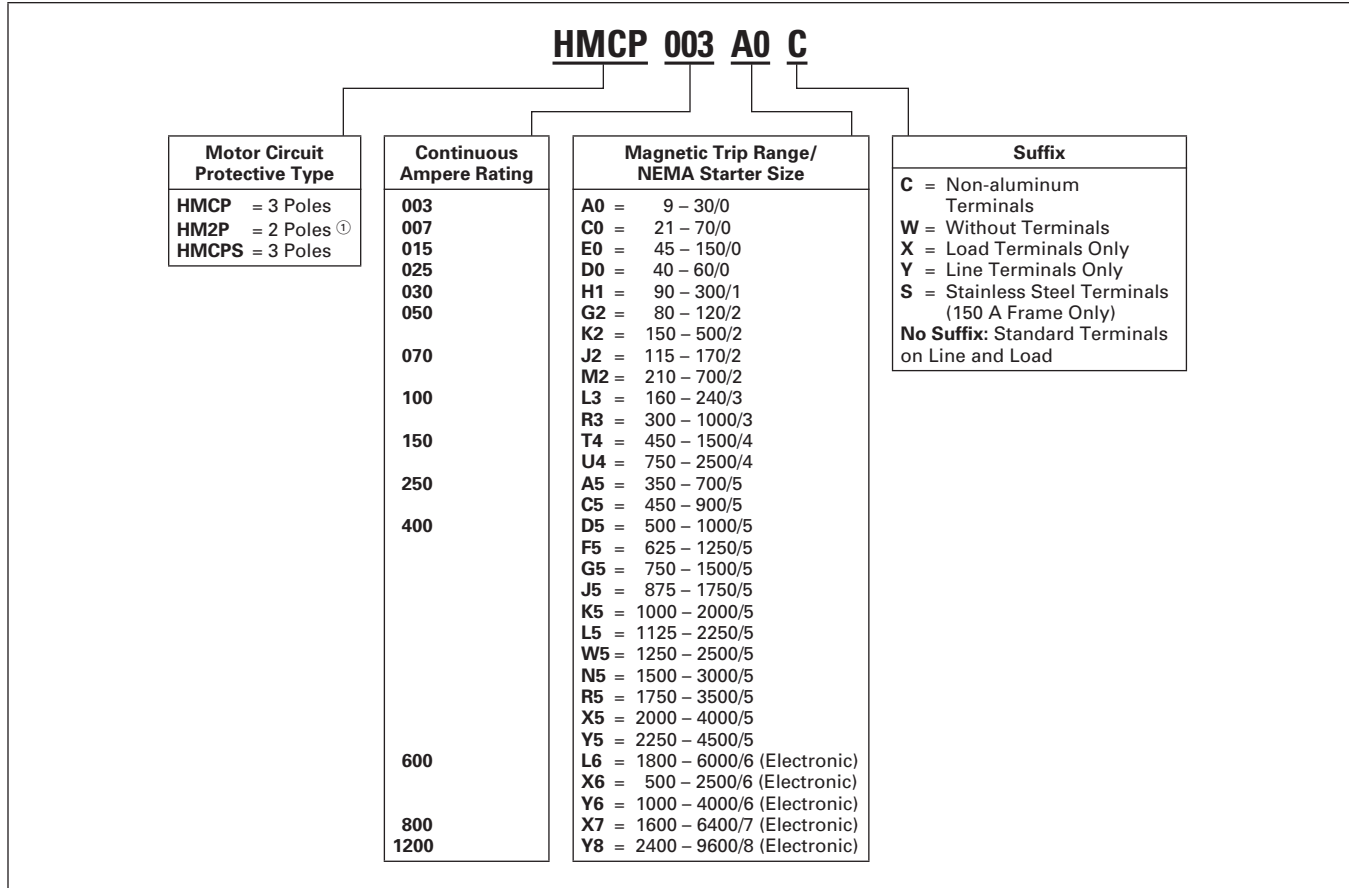 HMCP 003 A0 C
Motor Circuit
Protective Type
HMCP = 3 Poles
HM2P = 2 Poles ①
HMCPS = 3 Poles
Continuous
Ampere Rating
003
007
015
025
030
050
070
100
150
250
400
600
800
1200
Magnetic Trip Range/
NEMA Starter Size
A0 = 9 – 30/0
C0 = 21 – 70/0
E0 = 45 – 150/0
D0 = 40 – 60/0
H1 = 90 – 300/1
G2 = 80 – 120/2
K2 = 150 – 500/2
J2 = 115 – 170/2
M2 = 210 – 700/2
L3 = 160 – 240/3
R3 = 300 – 1000/3
T4 = 450 – 1500/4
U4 = 750 – 2500/4
A5 = 350 – 700/5
C5 = 450 – 900/5
D5 = 500 – 1000/5
F5 = 625 – 1250/5
G5 = 750 – 1500/5
J5 = 875 – 1750/5
K5 = 1000 – 2000/5
L5 = 1125 – 2250/5
W5 = 1250 – 2500/5
N5 = 1500 – 3000/5
R5 = 1750 – 3500/5
X5 = 2000 – 4000/5
Y5 = 2250 – 4500/5
L6 = 1800 – 6000/6 (Electronic)
X6 = 500 – 2500/6 (Electronic)
Y6 = 1000 – 4000/6 (Electronic)
X7 = 1600 – 6400/7 (Electronic)
Y8 = 2400 – 9600/8 (Electronic)
Suffix
C = Non-aluminum
Terminals
W = Without Terminals
X = Load Terminals Only
Y = Line Terminals Only
S = Stainless Steel Terminals
(150 A Frame Only)
No Suffix: Standard Terminals
on Line and Load